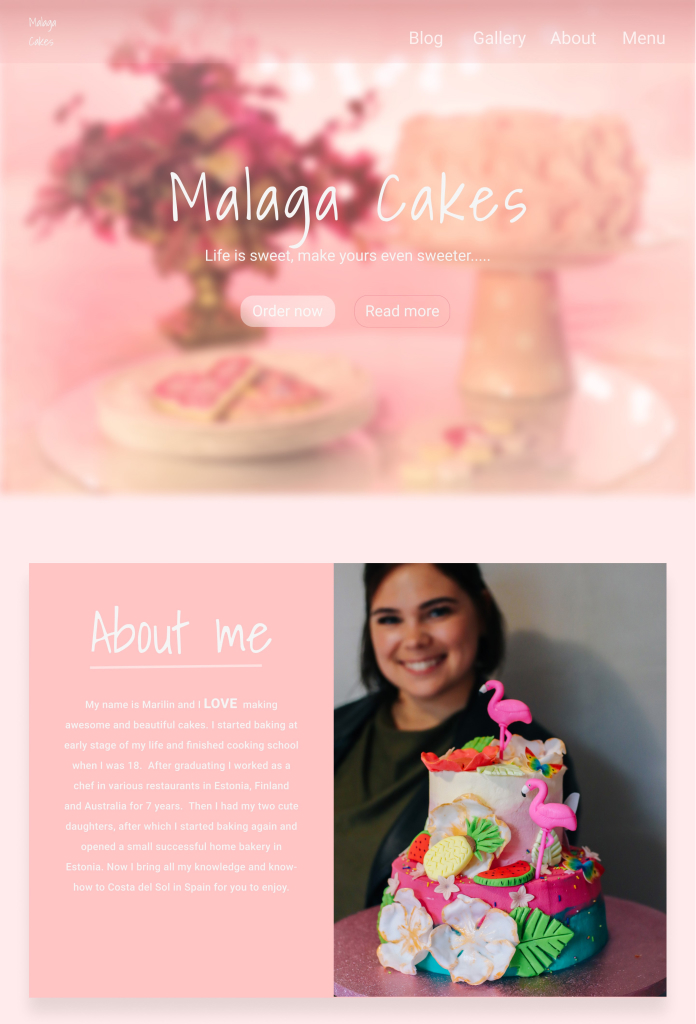 Malaga
Cakes
Blog Gallery About Menu
Malaga Cakes
Life is sweet, make yours even sweeter.....
Order now Read more
About me
My name is Marilin and I LOVE making
awesome and beautiful cakes. I started baking at
early stage of my life and finished cooking school
when I was 18. After graduating I worked as a
chef in various restaurants in Estonia, Finland
and Australia for 7 years. Then I had my two cute
daughters, after which I started baking again and
opened a small successful home bakery in
Estonia. Now I bring all my knowledge and know-
how to Costa del Sol in Spain for you to enjoy.